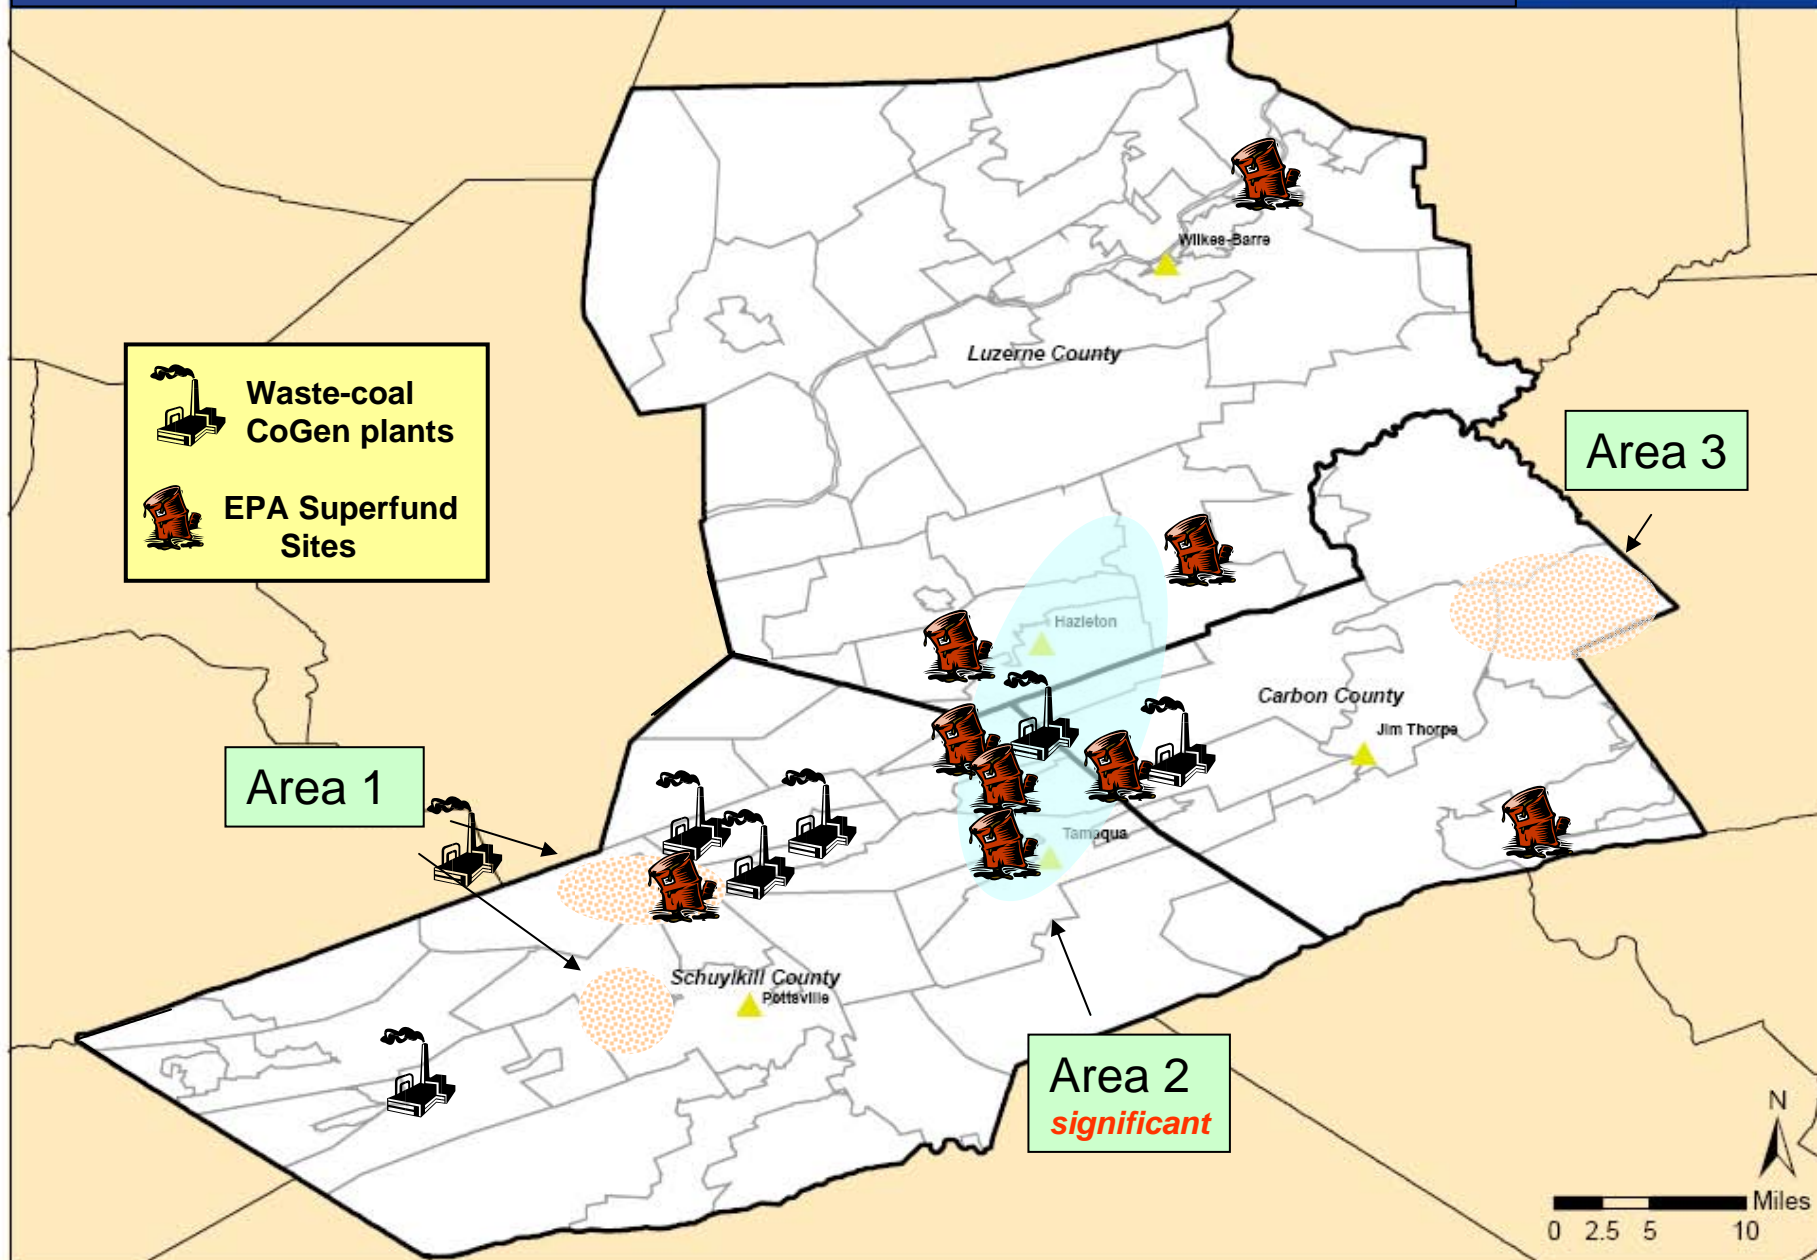 Wilkes-Barre
Luzerne County
Waste-coal
CoGen plants
EPA Superfund
Sites
Area 3
Hazleton
Carbon County
Jim Thorpe
Area 1
Tamaqua
Schuylkill County
Pottsville
Area 2
significant
N
Miles
0 2.5 5 10